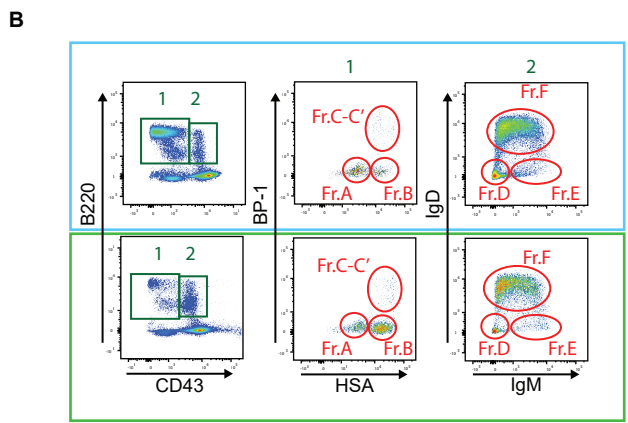 B
1
2
1 2
Fr.C-C'
Fr.A
Fr.B
Fr.F
Fr.D
Fr.E
B220
BP-1
IgD
1 2
Fr.C-C'
Fr.A
Fr.B
Fr.F
Fr.D
Fr.E
CD43
HSA
IgM